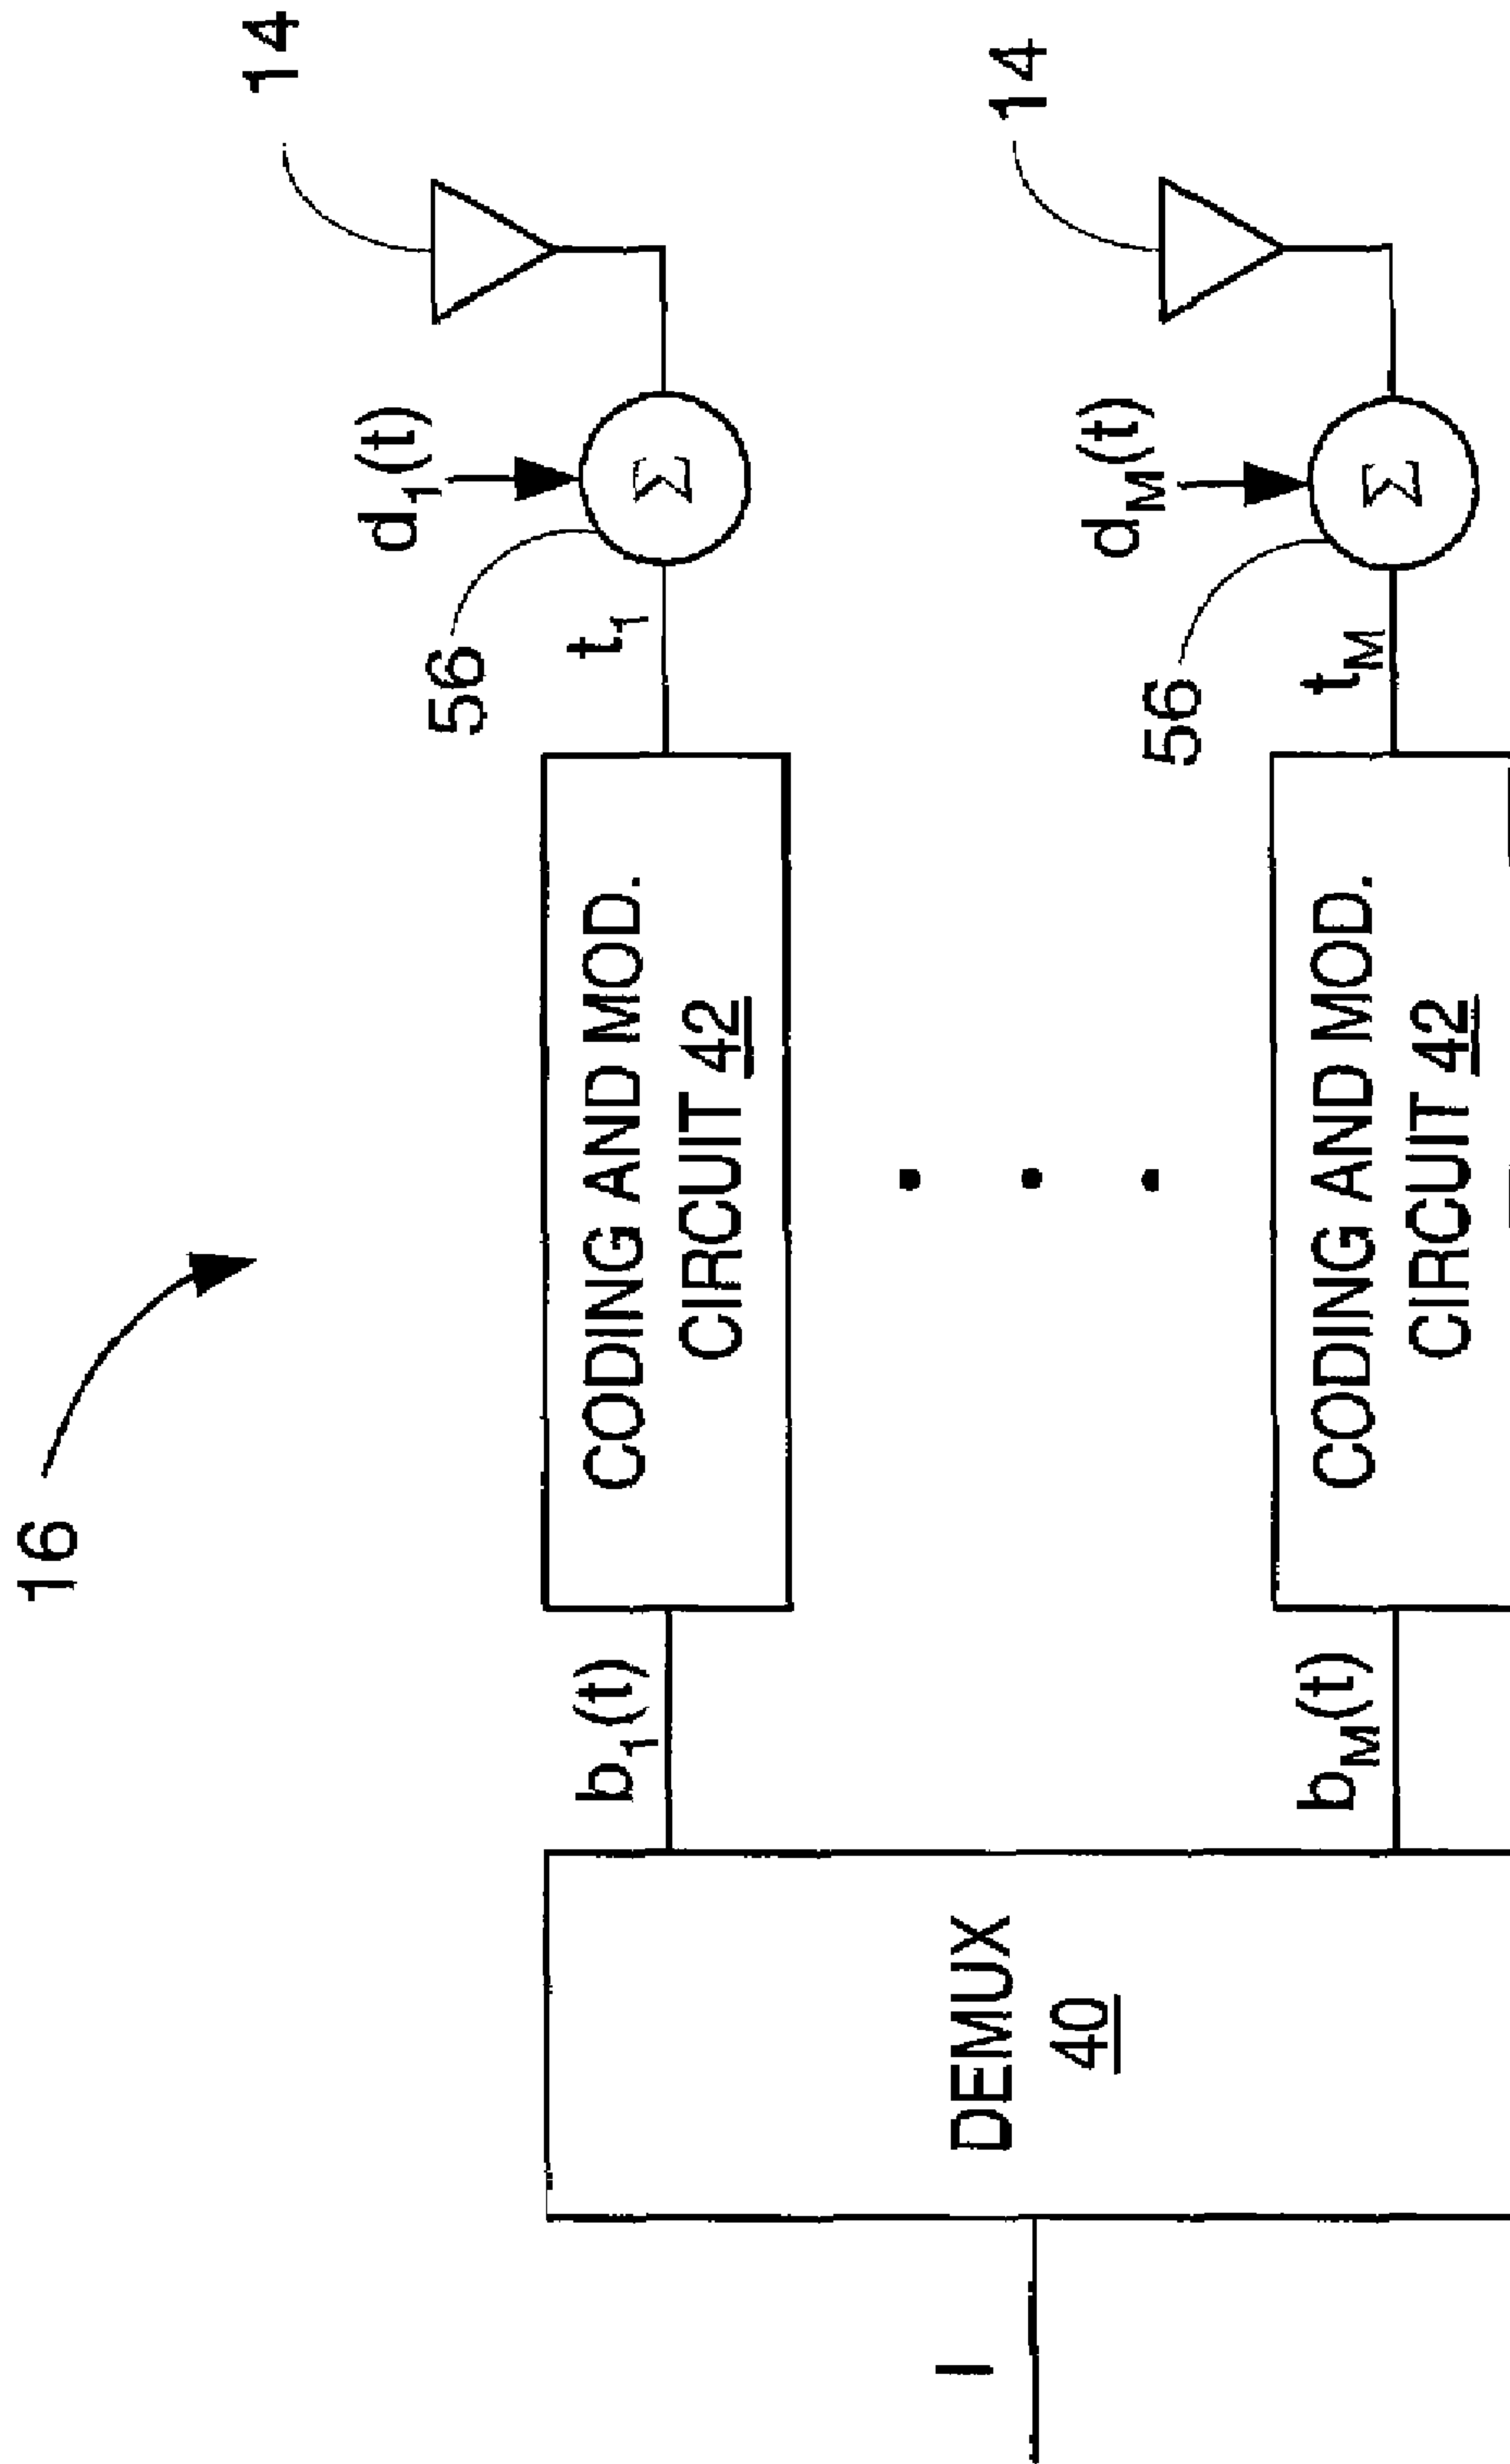 16
14
d1(t)
56
t1
Σ
CODING AND MOD.
CIRCUIT 42
b1(t)
14
dM(t)
56
tM
Σ
CODING AND MOD.
CIRCUIT 42
bM(t)
DEMUX
40
I